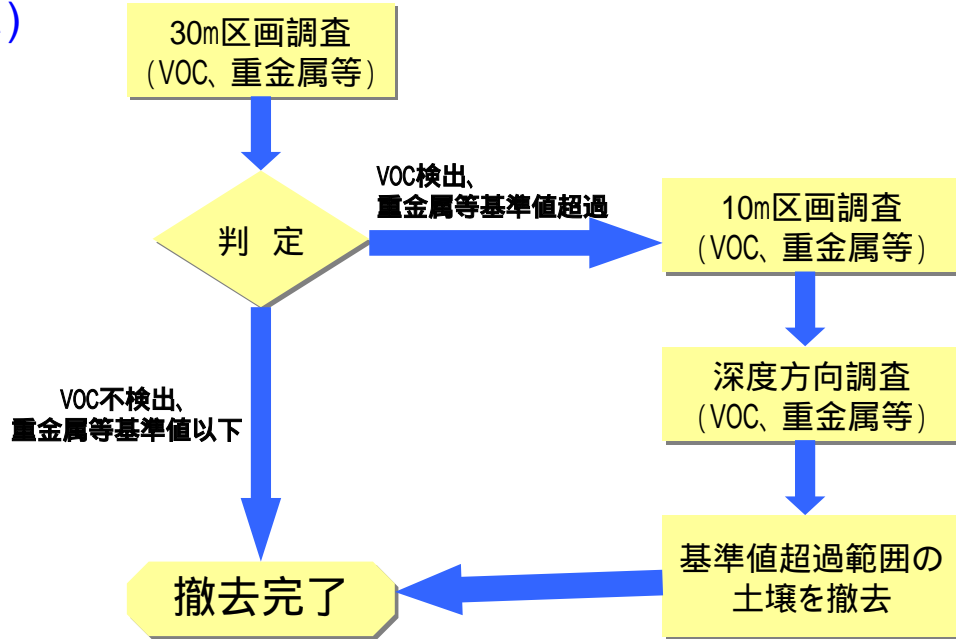 )
30m区画調査
(VOC、重金属等)
判 定
VOC検出、
重金属等基準値超過
10m区画調査
(VOC、重金属等)
深度方向調査
(VOC、重金属等)
基準値超過範囲の
土壌を撤去
VOC不検出、
重金属等基準値以下
撤去完了